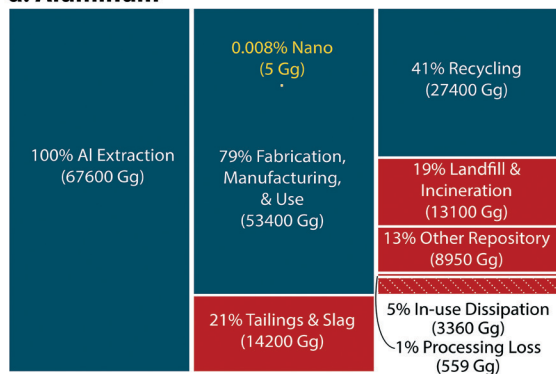 a. Aluminum
0.008% Nano
(5 Gg)
41% Recycling
(27400 Gg)
100% Al Extraction
(67600 Gg)
79% Fabrication,
Manufacturing,
& Use
(53400 Gg)
19% Landfill &
Incineration
(13100 Gg)
13% Other Repository
(8950 Gg)
21% Tailings & Slag
(14200 Gg)
5% In-use Dissipation
(3360 Gg)
1% Processing Loss
(559 Gg)